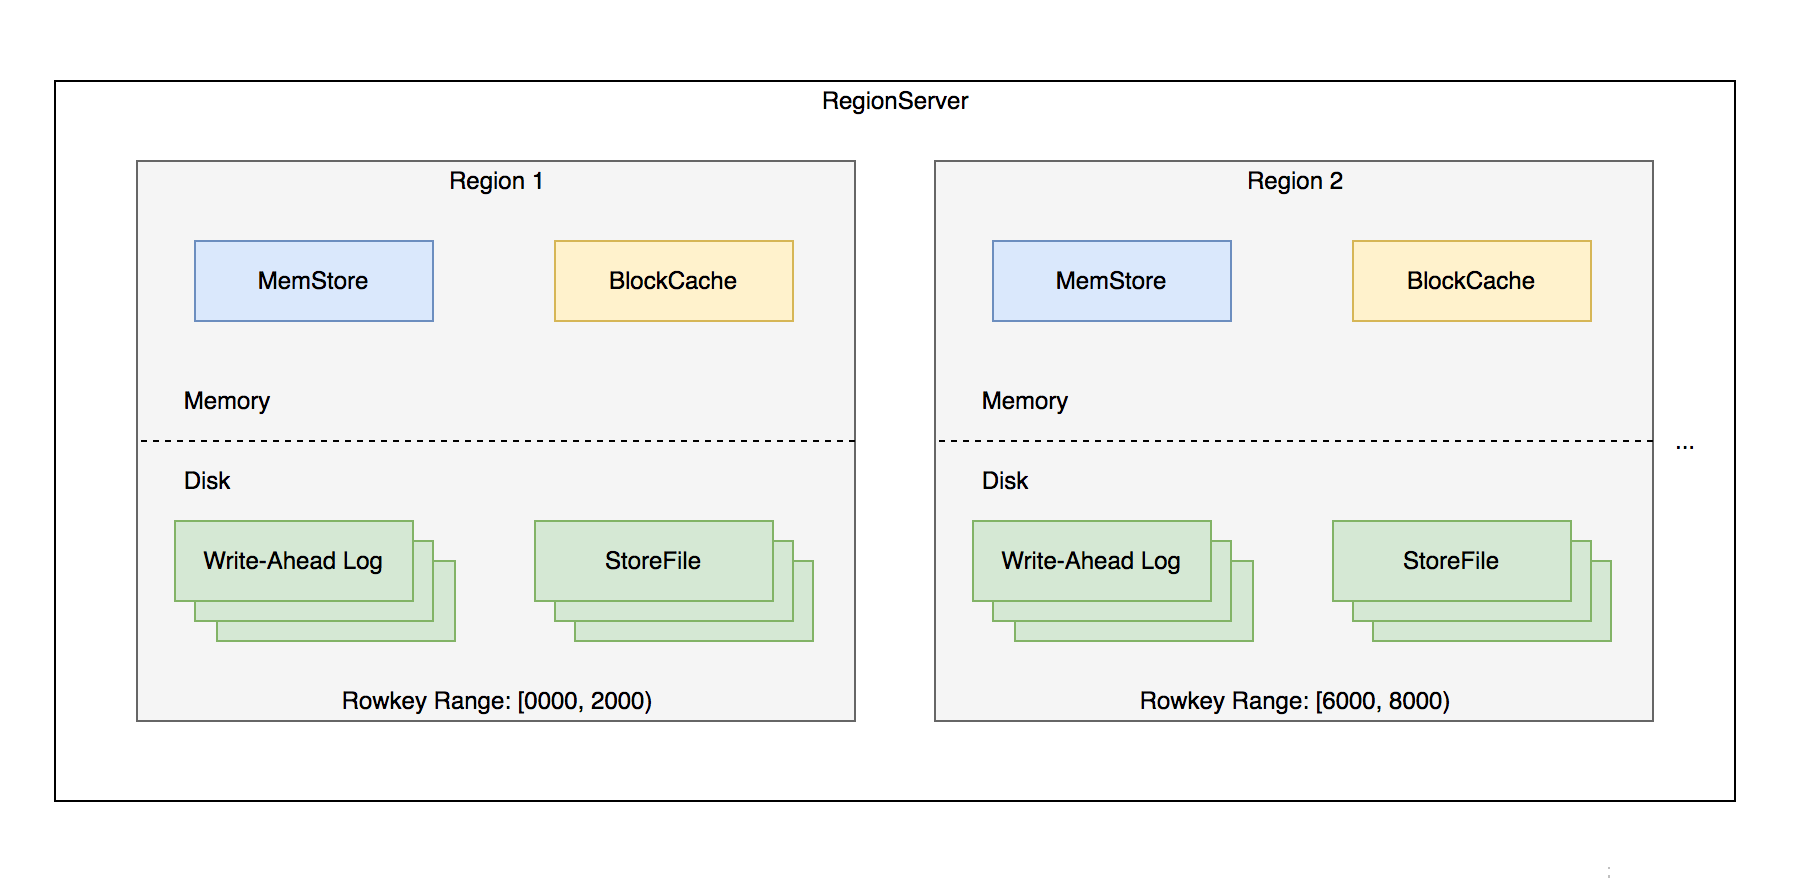 RegionServer
Region 1
MemStore
BlockCache
Memory
Disk
Write-Ahead Log
StoreFile
Rowkey Range: [0000, 2000)
Region 2
MemStore
BlockCache
Memory
Disk
Write-Ahead Log
StoreFile
Rowkey Range: [6000, 8000)
...